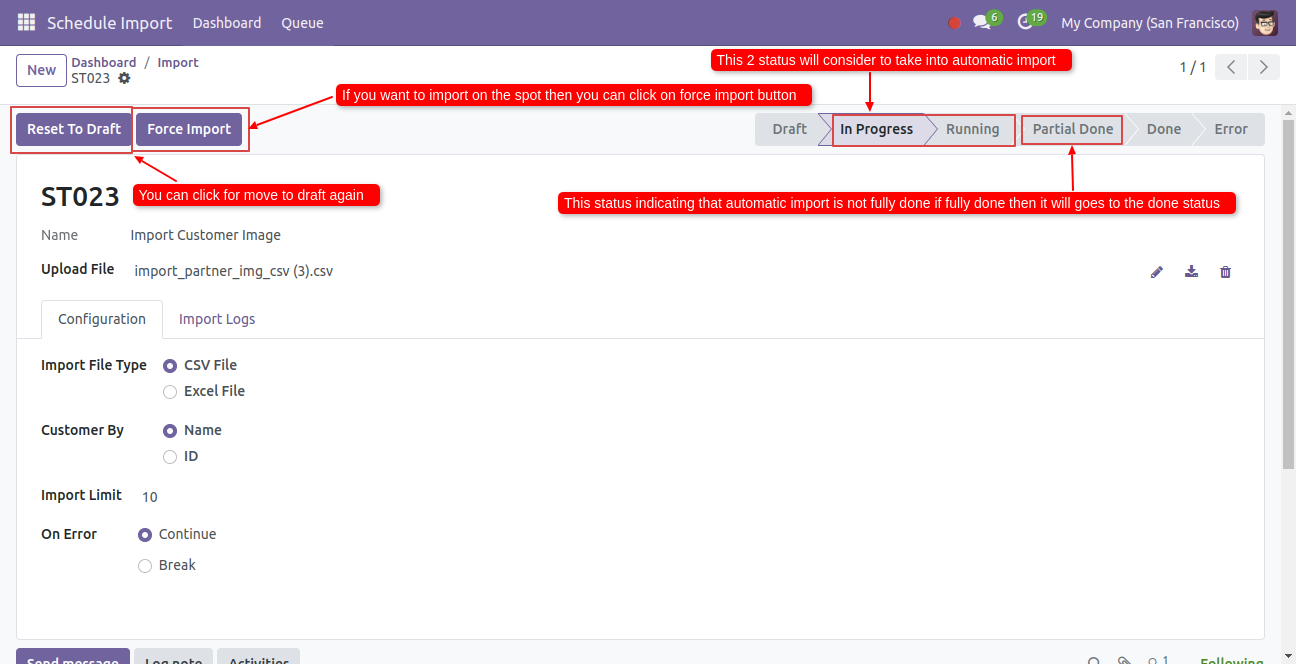 Schedule Import Dashboard Queue 6 19 My Company (San Francisco)
New Dashboard / Import
ST023
This 2 status will consider to take into automatic import
1 / 1
If you want to import on the spot then you can click on force import button
Reset To Draft Force Import Draft In Progress Running Partial Done Done Error
ST023
You can click for move to draft again
This status indicating that automatic import is not fully done if fully done then it will goes to the done status
Name Import Customer Image
Upload File import_partner_img_csv (3).csv
Configuration Import Logs
Import File Type CSV File
Excel File
Customer By Name
ID
Import Limit 10
On Error Continue
Break
Send message Log note Activities 1 Following